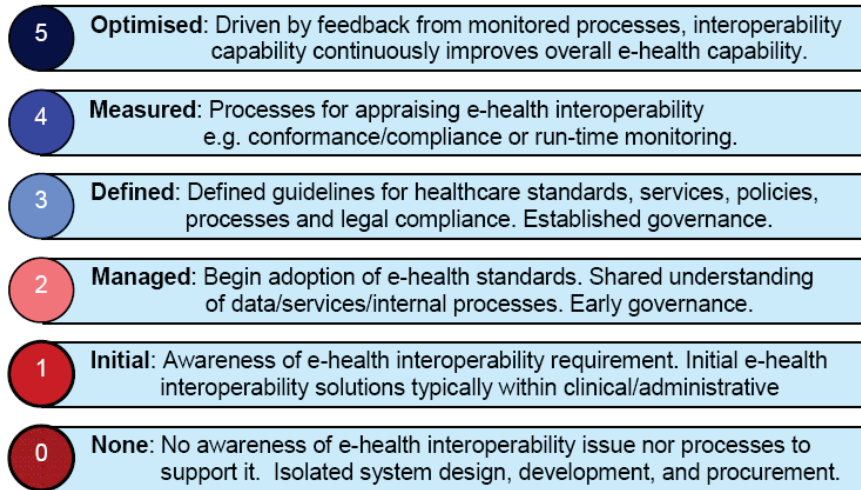 5
Optimised: Driven by feedback from monitored processes, interoperability
capability continuously improves overall e-health capability.
4
Measured: Processes for appraising e-health interoperability
e.g. conformance/compliance or run-time monitoring.
3
Defined: Defined guidelines for healthcare standards, services, policies,
processes and legal compliance. Established governance.
2
Managed: Begin adoption of e-health standards. Shared understanding
of data/services/internal processes. Early governance.
1
Initial: Awareness of e-health interoperability requirement. Initial e-health
interoperability solutions typically within clinical/administrative
0
None: No awareness of e-health interoperability issue nor processes to
support it. Isolated system design, development, and procurement.